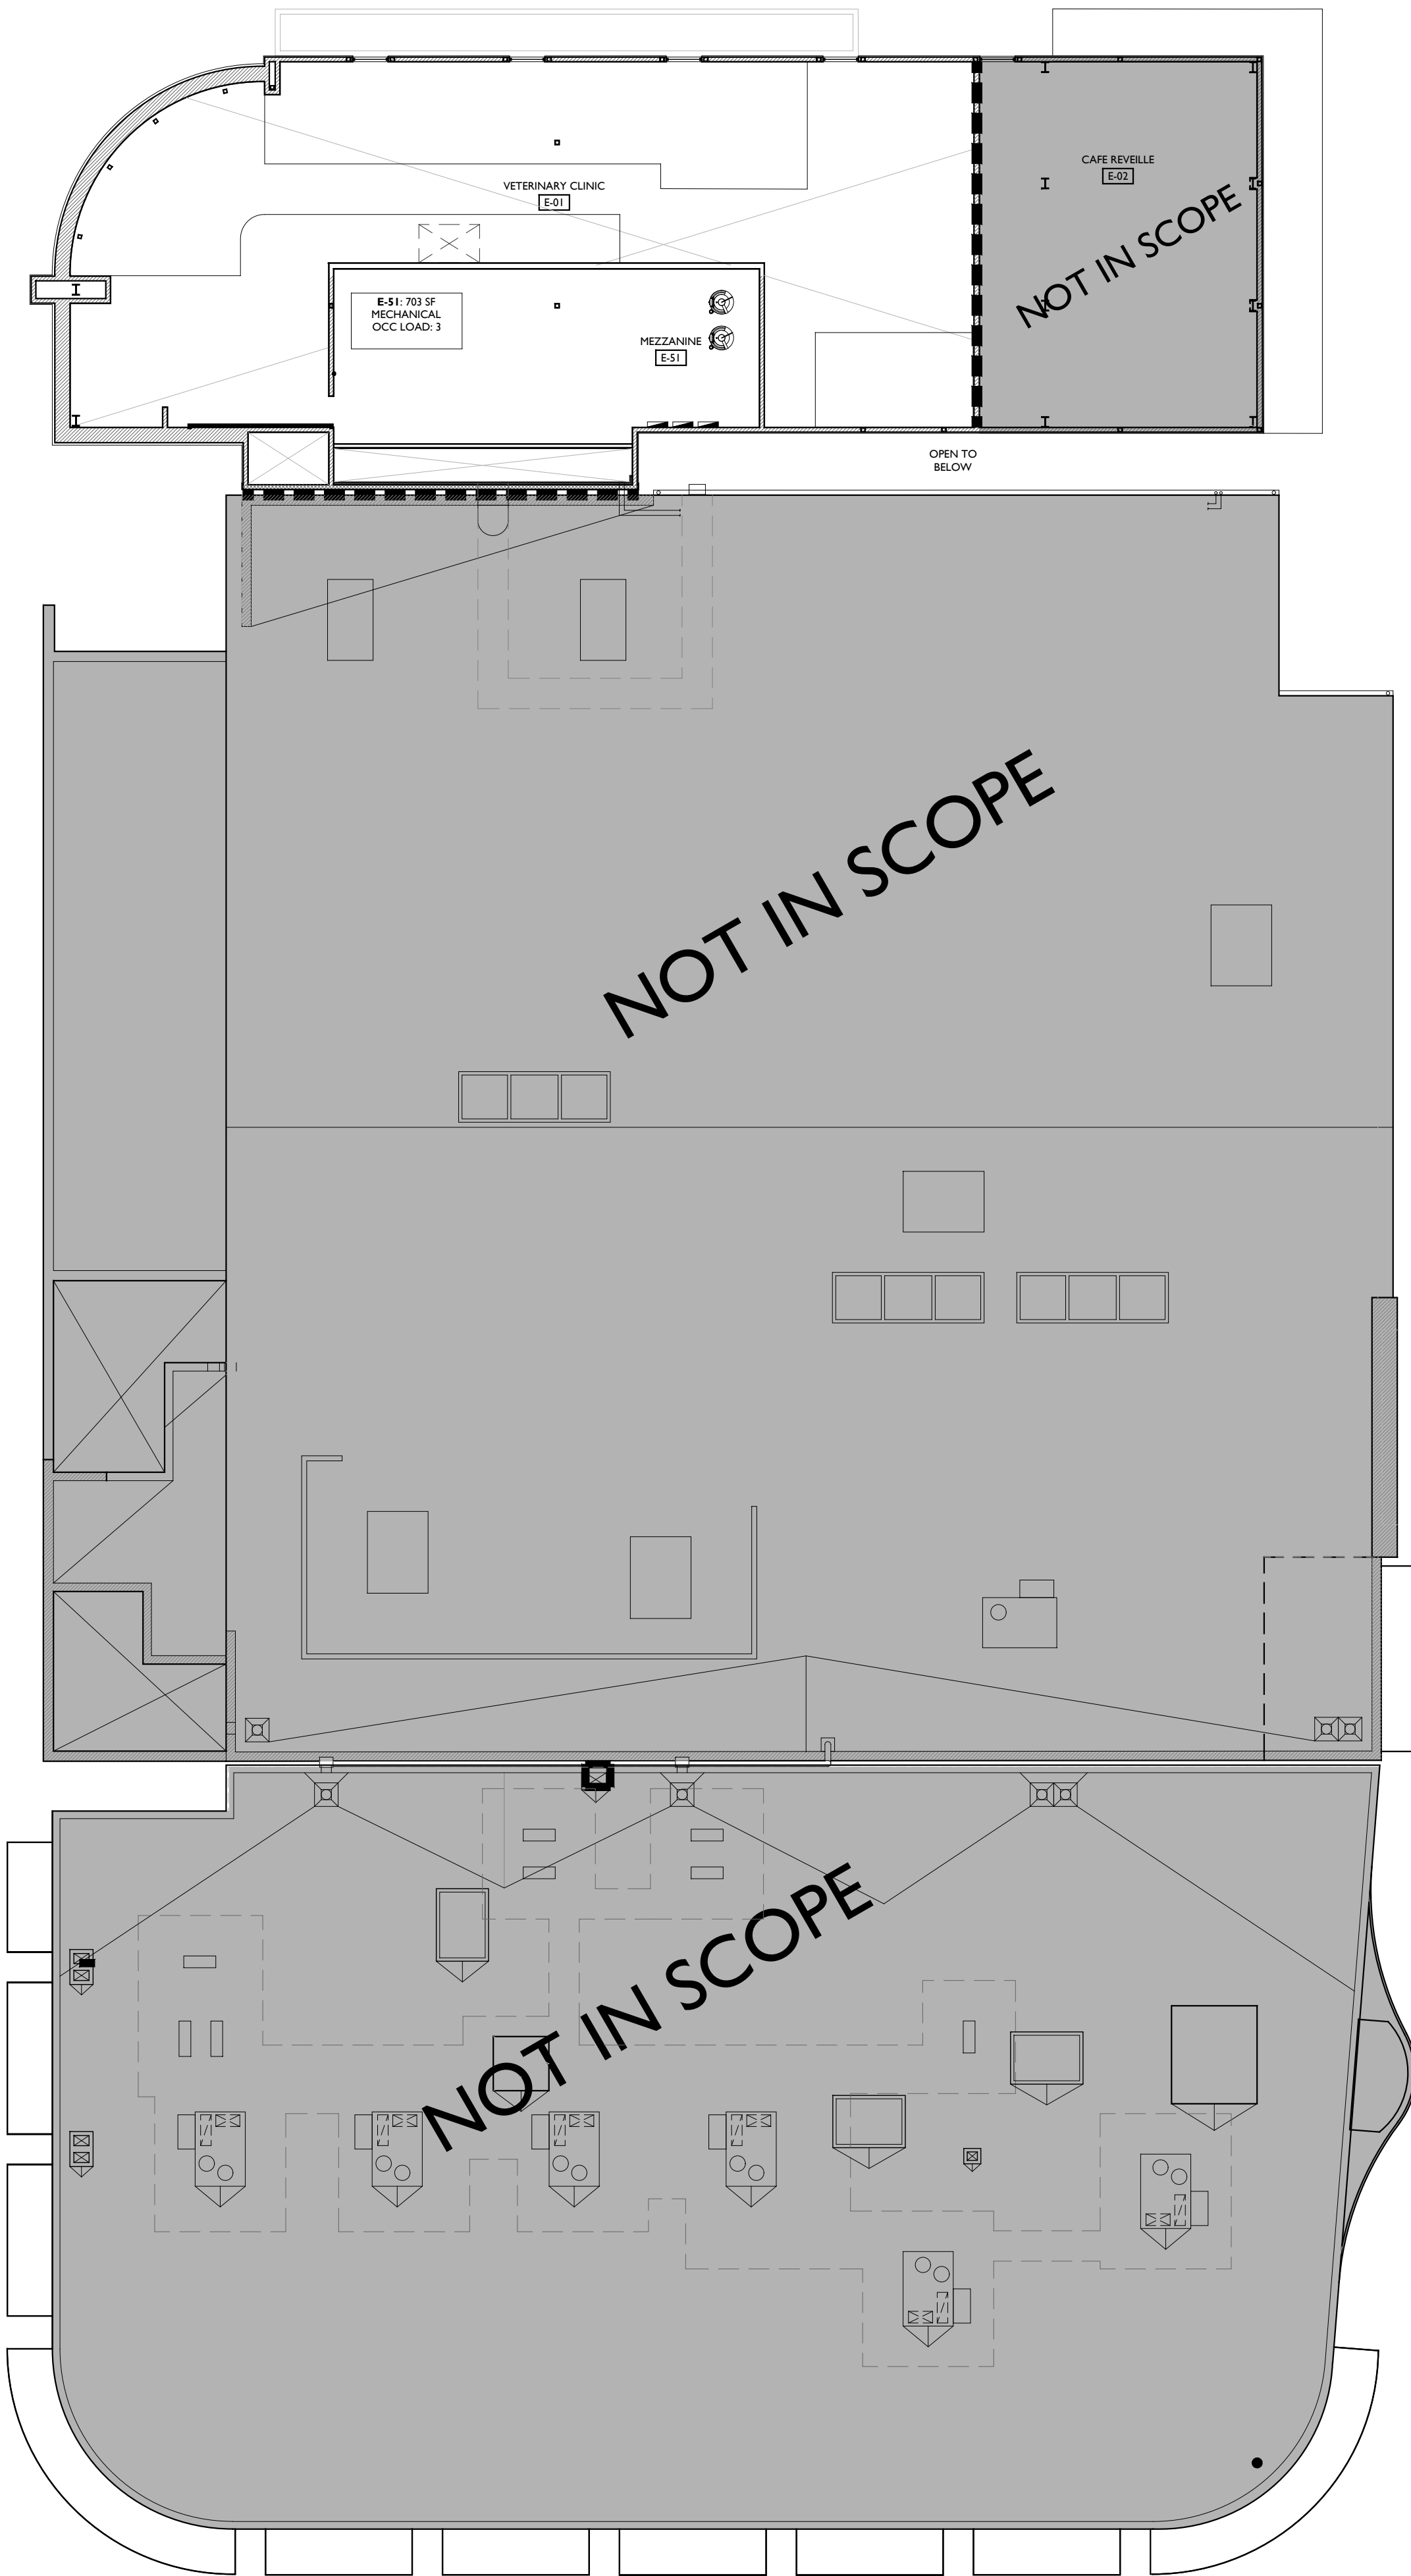 CAFE REVEILLE
E-02
VETERINARY CLINIC
E-01
NOT IN SCOPE
E-51: 703 SF
MECHANICAL
OCC LOAD: 3
MEZZANINE
E-51
OPEN TO
BELOW
NOT IN SCOPE
NOT IN SCOPE